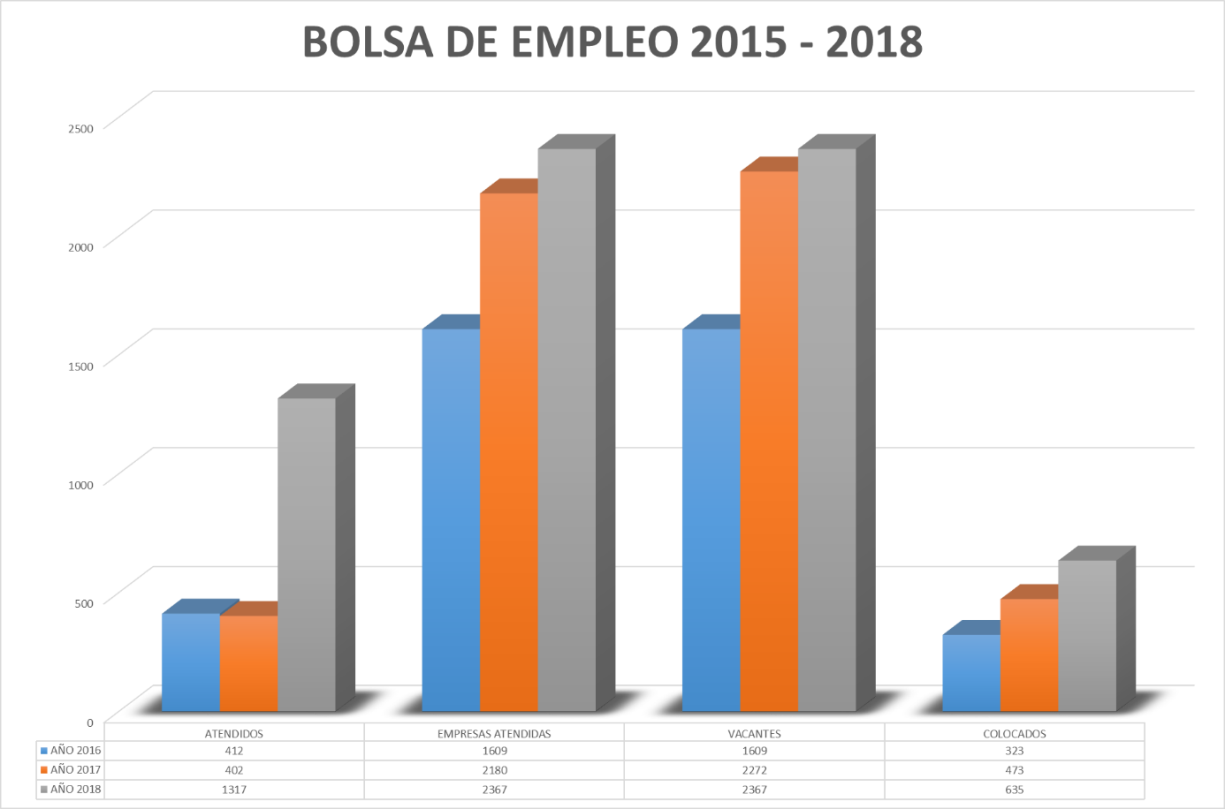 BOLSA DE EMPLEO 2015 - 2018
2500
2000
1500
1000
500
0
ATENDIDOS EMPRESAS ATENDIDAS VACANTES COLOCADOS
AÑO 2016 412 1609 1609 323
AÑO 2017 402 2180 2272 473
AÑO 2018 1317 2367 2367 635